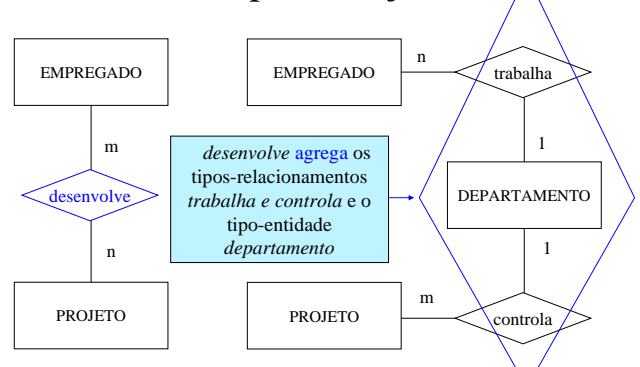 EMPREGADO
m
desenvolve
n
PROJETO
desenvolve agrega os
tipos-relacionamentos
trabalha e controla e o
tipo-entidade
departamento
EMPREGADO
n
trabalha
1
DEPARTAMENTO
1
PROJETO
m
controla